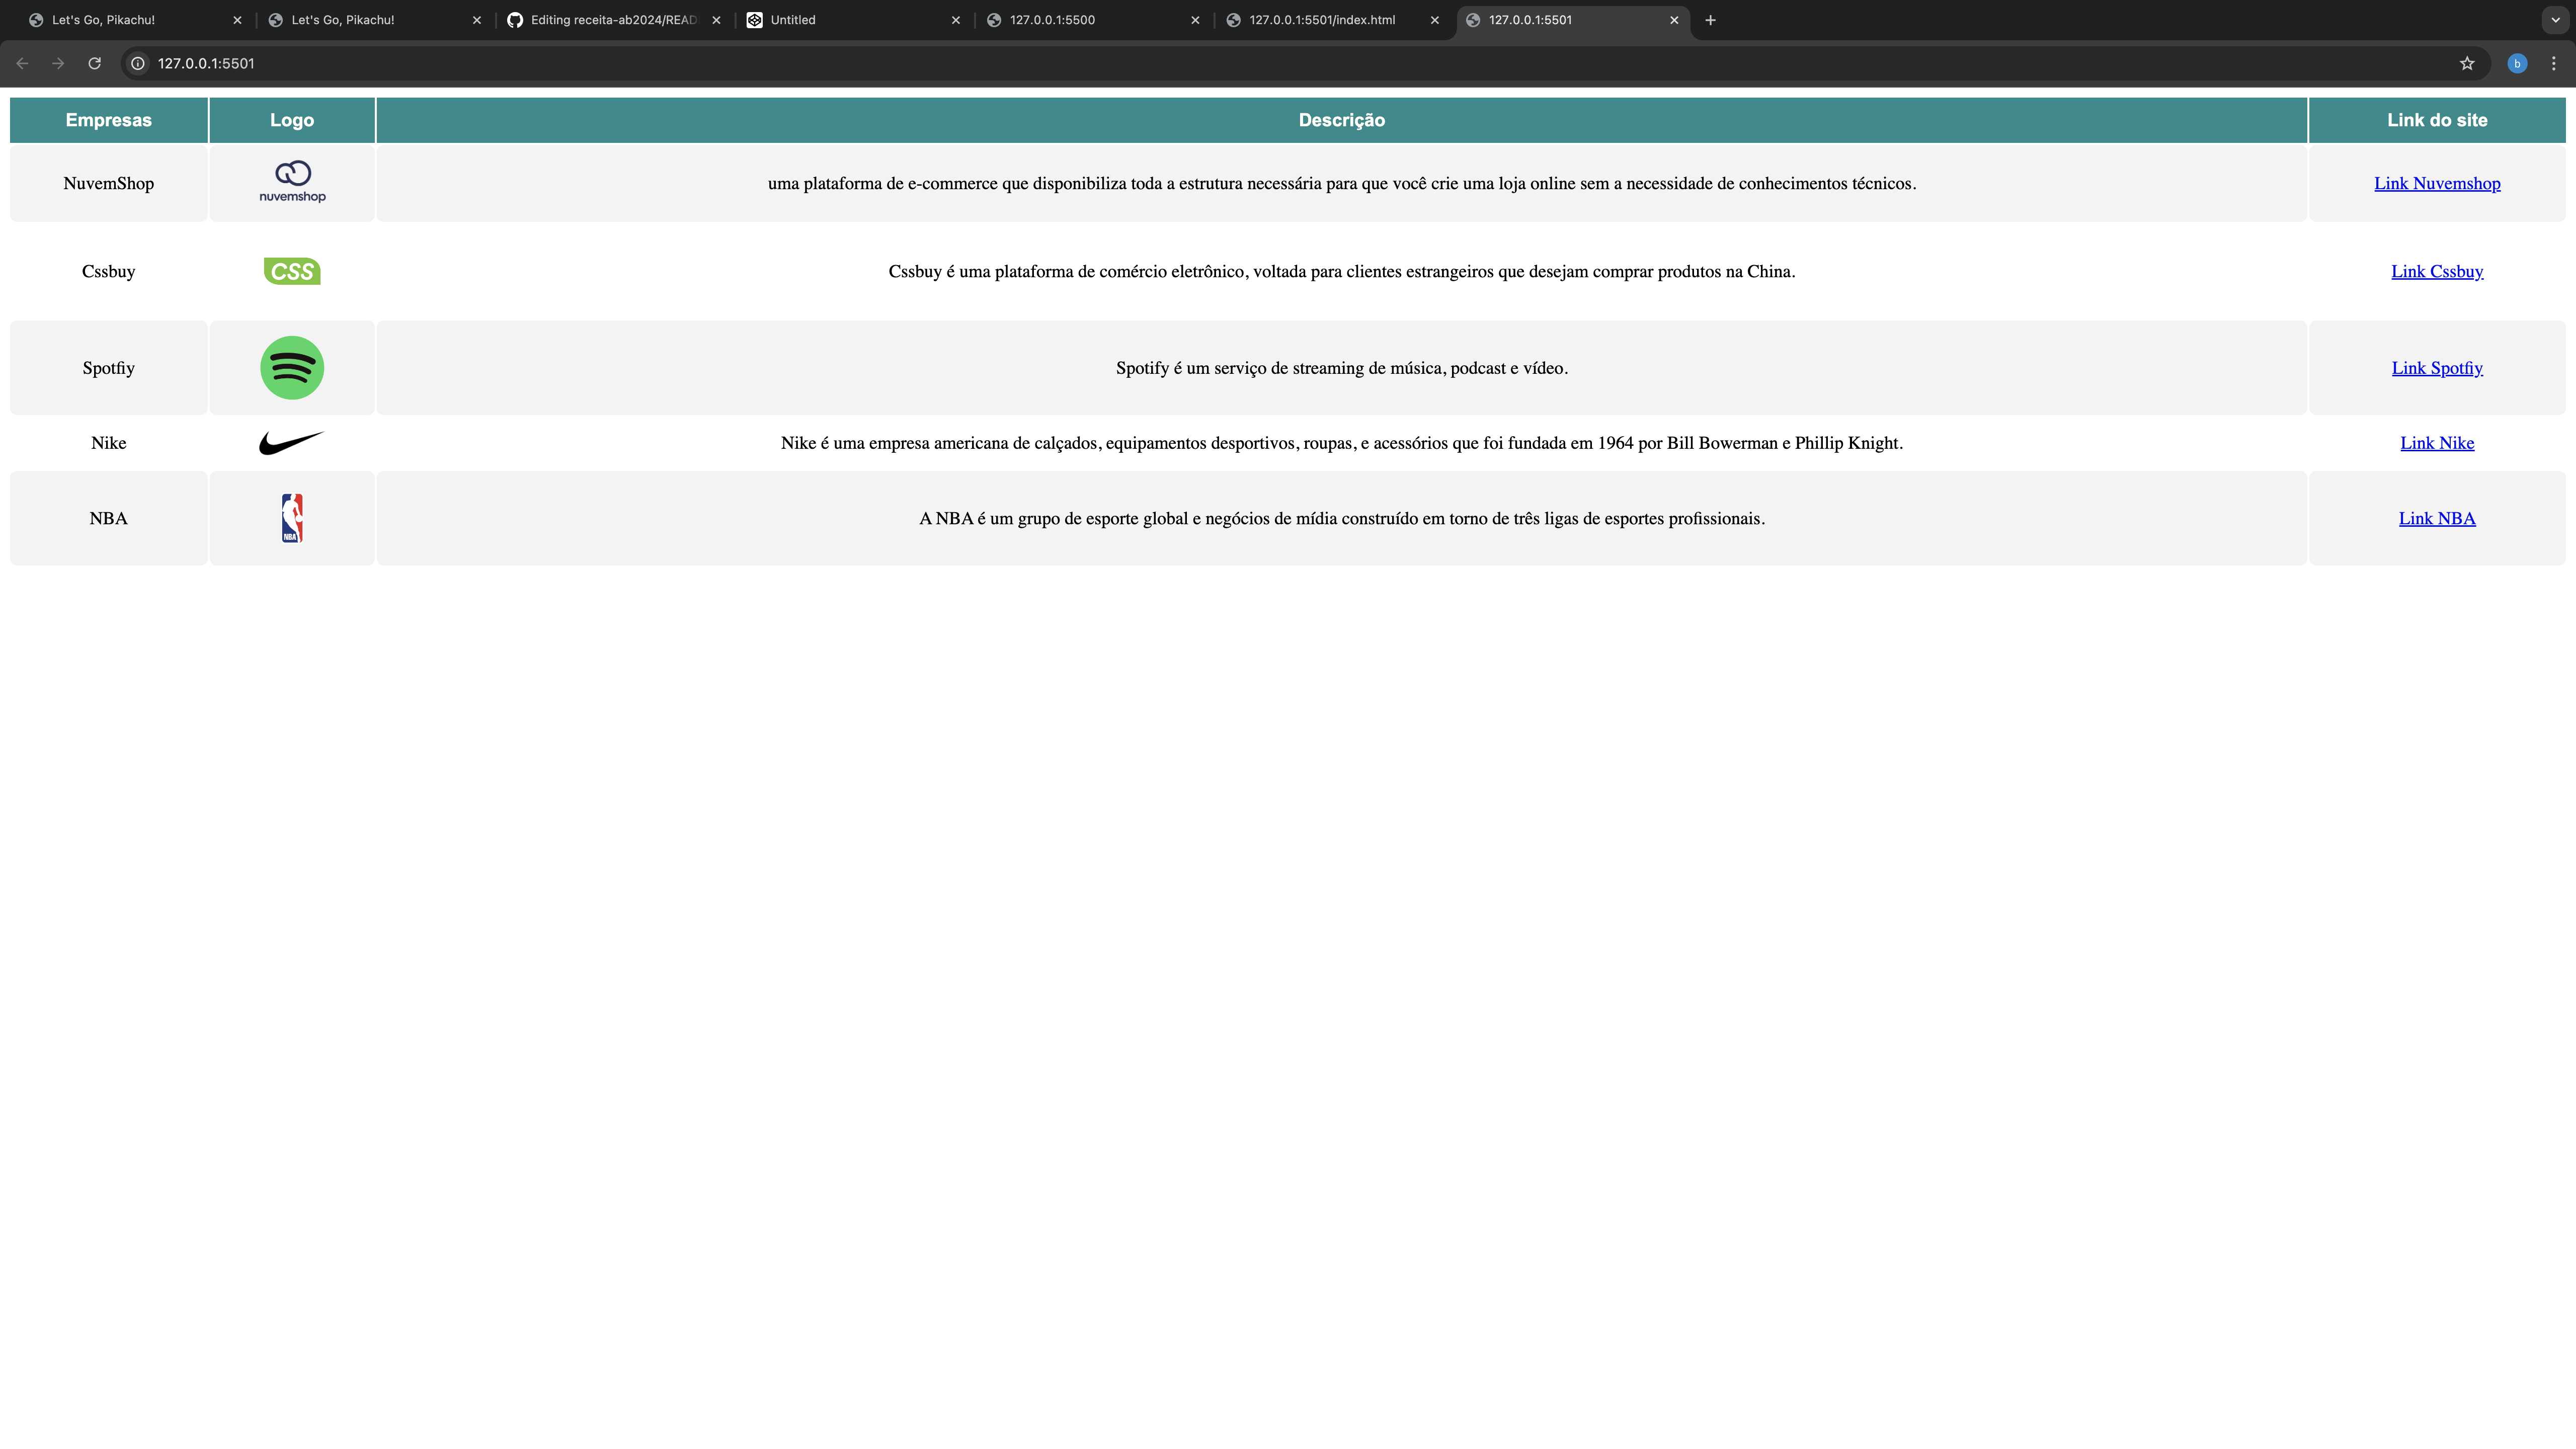 Let's Go, Pikachu! Let's Go, Pikachu! Editing receita-ab2024/READ Untitled 127.0.0.1:5500 127.0.0.1:5501/index.html 127.0.0.1:5501
127.0.0.1:5501 b
Empresas Logo Descrição Link do site
NuvemShop nuvemshop uma plataforma de e-commerce que disponibiliza toda a estrutura necessária para que você crie uma loja online sem a necessidade de conhecimentos técnicos. Link Nuvemshop
Cssbuy CSS Cssbuy é uma plataforma de comércio eletrônico, voltada para clientes estrangeiros que desejam comprar produtos na China. Link Cssbuy
Spotfiy Spotify é um serviço de streaming de música, podcast e vídeo. Link Spotfiy
Nike Nike é uma empresa americana de calçados, equipamentos desportivos, roupas, e acessórios que foi fundada em 1964 por Bill Bowerman e Phillip Knight. Link Nike
NBA NBA A NBA é um grupo de esporte global e negócios de mídia construído em torno de três ligas de esportes profissionais. Link NBA